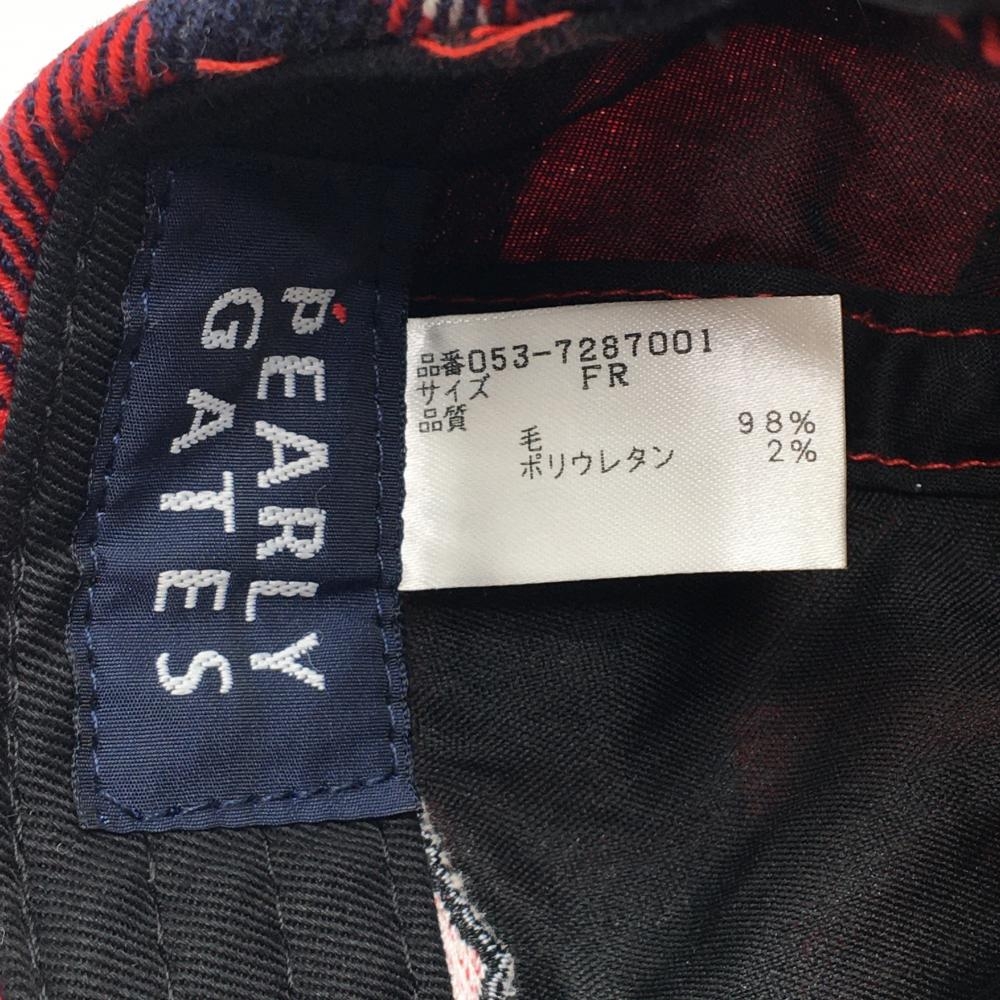 PEARLY
GATES
品番053-7287001
サイズ FR
品質
毛 98%
ポリウレタン 2%